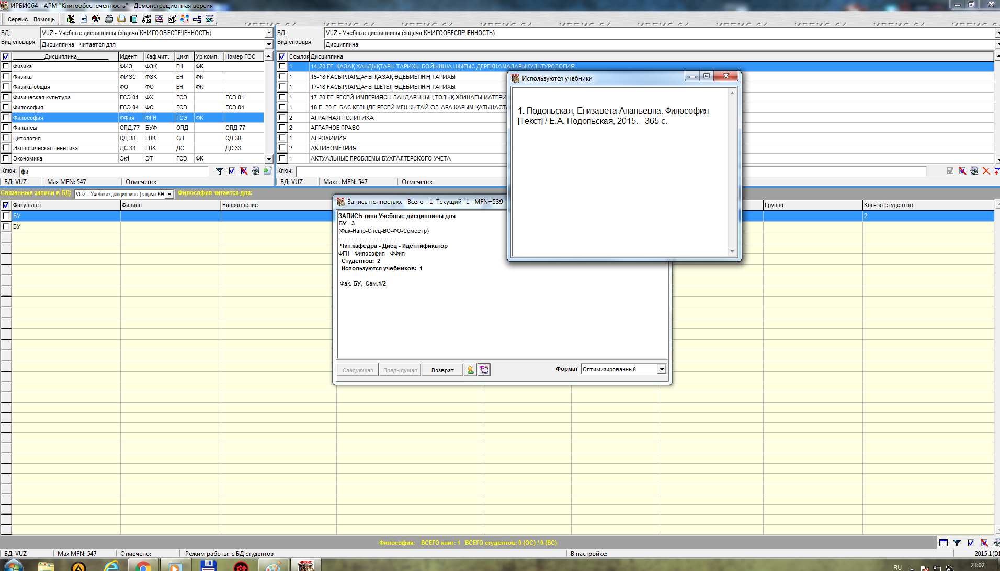 ИРБИС64 - АРМ "Книгообеспеченность" - Демонстрационная версия
Сервис Помощь
БД: VUZ - Учебные дисциплины (задача КНИГООБЕСПЕЧЕННОСТЬ)
Вид словаря Дисциплина - читается для
__________Дисциплина__________ Идент. Каф.чит. Цикл Ур.комп. Номер ГОС
Физика ФИЗ ФЗК ЕН ФК
Физика ФИЗС ФЗК ЕН ФК
Физика общая ФО ФО ЕН ФК
Физическая культура ГСЭ.01 ФХ ГСЭ ГСЭ.01
Философия ГСЭ.04 ФС ГСЭ ГСЭ.04
Философия ФФия ФГН ГСЭ ФК
Финансы ОПД.77 БУФ ОПД ОПД.77
Цитология СД.38 ГПК СД СД.38
Экологическая генетика ДС.33 ГПК ДС ДС.33
Экономика Эк1 ЭТ ГСЭ ФК
Ключ: фи
БД: VUZ Max MFN: 547 Отмечено:
БД: VUZ - Учебные дисциплины (задача КНИГООБЕСПЕЧЕННОСТЬ)
Вид словаря Дисциплина
Ссылок Дисциплина
1 14-20 ҒҒ. ҚАЗАҚ ХАНДЫҚТАРЫ ТАРИХЫ БОЙЫНША ШЫҒЫС ДЕРЕКНАМАЛАРЫКУЛЬТУРОЛОГИЯ
1 15-18 ҒАСЫРЛАРДАҒЫ ҚАЗАҚ ӘДЕБИЕТІНІҢ ТАРИХЫ
1 17-18 ҒАСЫРЛАРДАҒЫ ШЕТЕЛ ӘДЕБИЕТІНІҢ ТАРИХЫ
1 17-20 ҒҒ. РЕСЕЙ ИМПЕРИЯСЫ ЗАНДАРЫНЫҢ ТОЛЫҚ ЖИНАҒЫ МАТЕРИ
1 18 Ғ.-20 Ғ. БАС КЕЗІҢДЕ РЕСЕЙ МЕН ҚЫТАЙ ӨЗ-АРА ҚАРЫМ-ҚАТЫНАСТ
2 АГРАРНАЯ ПОЛИТИКА
2 АГРАРНОЕ ПРАВО
1 АГРОХИМИЯ
2 АКТИНОМЕТРИЯ
1 АКТУАЛЬНЫЕ ПРОБЛЕМЫ БУХГАЛТЕРСКОГО УЧЕТА
Ключ:
БД: VUZ Макс. MFN: 547 Отмечено:
Используются учебники
1. Подольская, Елизавета Ананьевна. Философия
[Текст] / Е.А. Подольская, 2015. - 365 с.
Связанные записи в БД: VUZ - Учебные дисциплины (задача КН Философия читается для:
Факультет Филиал Направление Группа Кол-во студентов
БУ 2
БУ
Запись полностью. Всего - 1 Текущий -1 MFN=539
ЗАПИСЬ типа Учебные дисциплины для
БУ - 3
(Фак-Напр-Спец-ВО-ФО-Семестр)
-----------------------------
Чит.кафедра - Дисц - Идентификатор
ФГН - Философия - ФФия
Студентов: 2
Используются учебников: 1
Фак. БУ, Сем.1/2
Следующая Предыдущая Возврат Формат Оптимизированный
Философия: ВСЕГО книг: 1 ВСЕГО студентов: 0 (ОС) / 0 (ВС)
БД: VUZ Max MFN: 547 Отмечено: Режим работы: с БД студентов В настройке: 2015.1(D1
RU 23:02